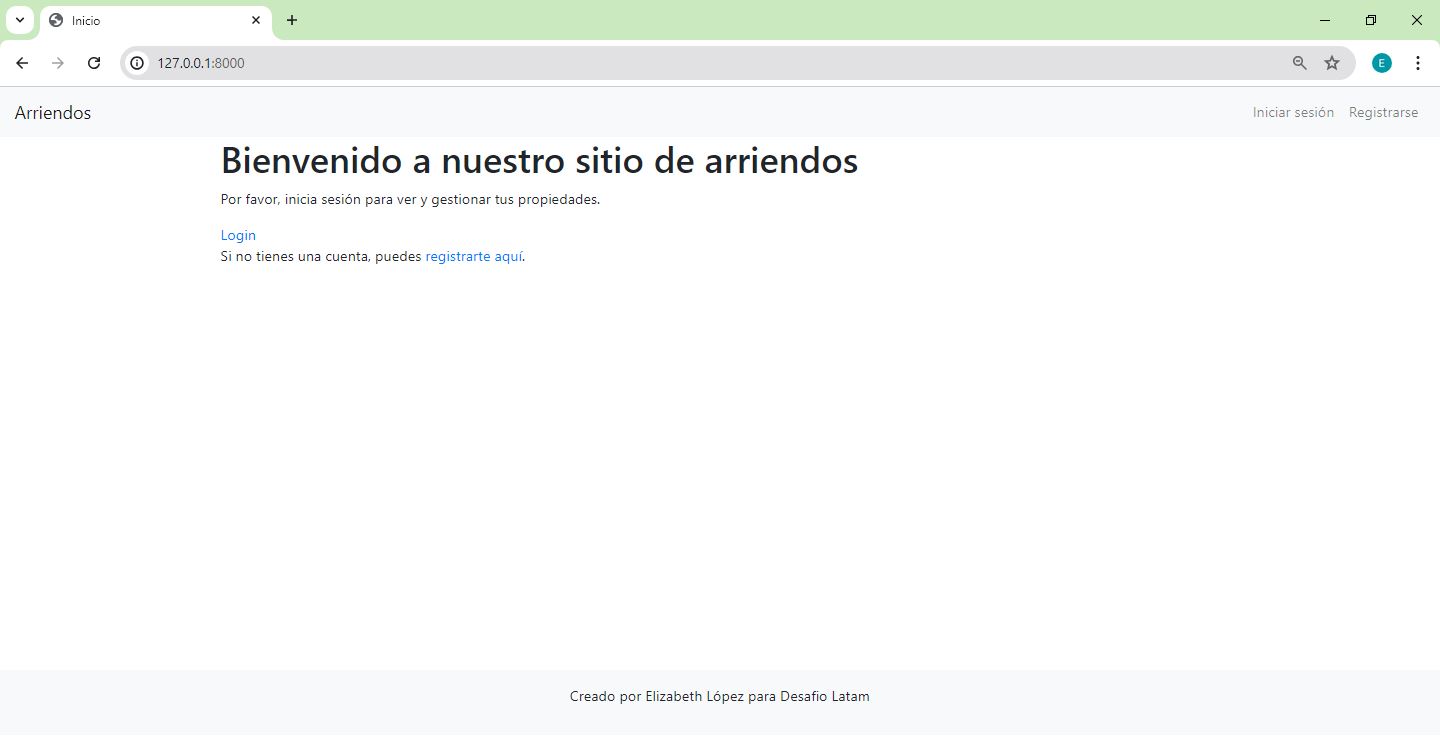 Inicio
127.0.0.1:8000
E
Arriendos
Iniciar sesión Registrarse
Bienvenido a nuestro sitio de arriendos
Por favor, inicia sesión para ver y gestionar tus propiedades.
Login
Si no tienes una cuenta, puedes registrarte aquí.
Creado por Elizabeth López para Desafio Latam